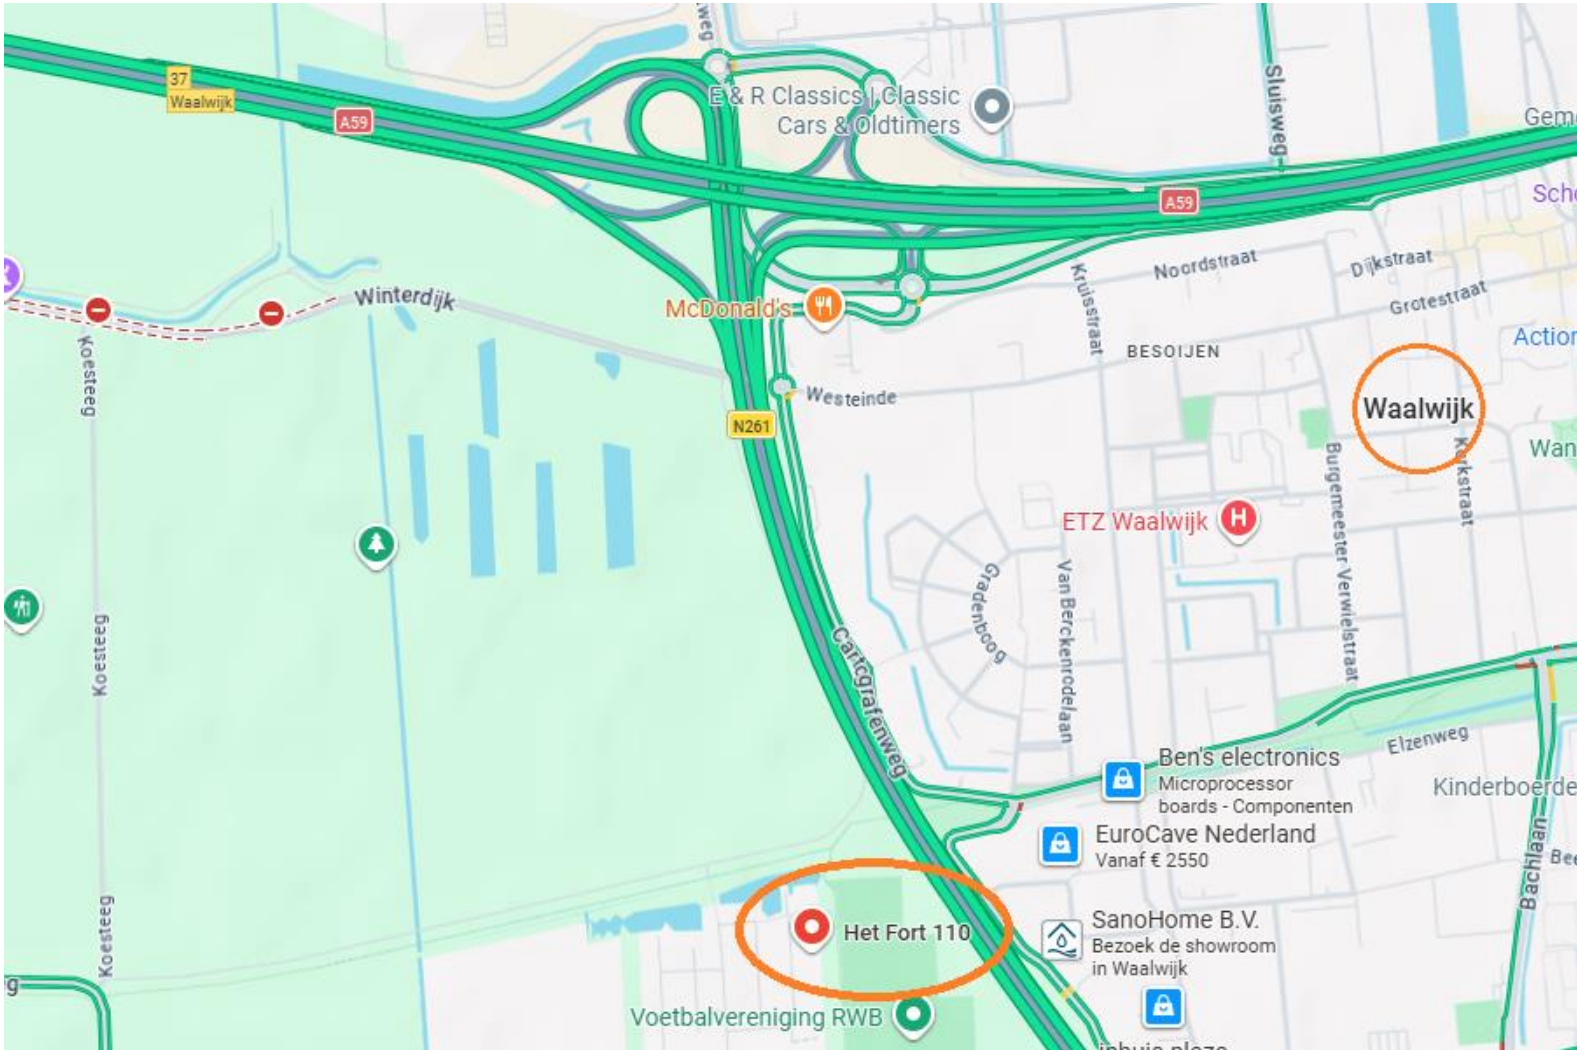 weg
37
Waalwijk
A59
E & R Classics | Classic
Cars & Oldtimers
Sluisweg
Gem
A59
Sch
Noordstraat
Dijkstraat
Kruisstraat
Grotestraat
Winterdijk
McDonald's
Koesteeg
BESOIJEN
Action
Westeinde
Waalwijk
N261
Wan
Kerkstraat
Burgemeester Verwielstraat
ETZ Waalwijk
H
Gradenboog
Van Berckenrodelaan
Koesteeg
Cartografenweg
Elzenweg
Ben's electronics
Microprocessor
boards - Componenten
Kinderboerde
EuroCave Nederland
Vanaf € 2550
Bachlaan
Bee
SanoHome B.V.
Bezoek de showroom
in Waalwijk
Het Fort 110
Koesteeg
g
Voetbalvereniging RWB